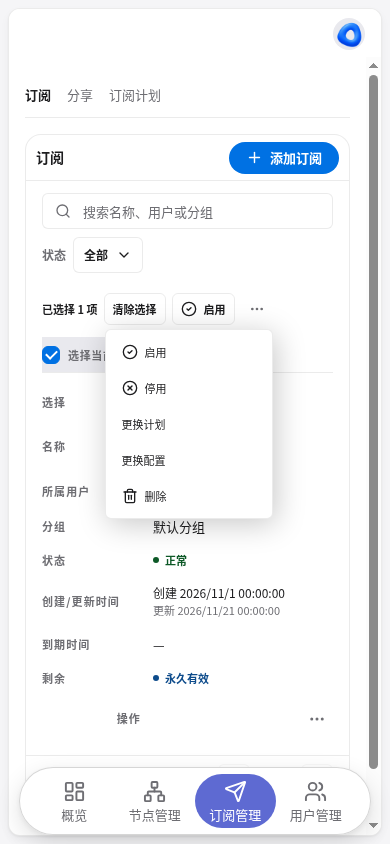 订阅 分享 订阅计划
订阅
添加订阅
搜索名称、用户或分组
状态 全部
已选择 1 项 清除选择 启用
选择当
启用
停用
更换计划
更换配置
删除
选择
名称
所属用户
分组 默认分组
状态 正常
创建/更新时间 创建 2026/11/1 00:00:00
更新 2026/11/21 00:00:00
到期时间 —
剩余 永久有效
操作
概览 节点管理 订阅管理 用户管理